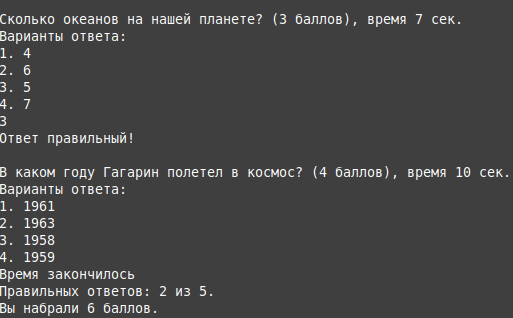 Сколько океанов на нашей планете? (3 баллов), время 7 сек.
Варианты ответа:
1. 4
2. 6
3. 5
4. 7
3
Ответ правильный!
В каком году Гагарин полетел в космос? (4 баллов), время 10 сек.
Варианты ответа:
1. 1961
2. 1963
3. 1958
4. 1959
Время закончилось
Правильных ответов: 2 из 5.
Вы набрали 6 баллов.